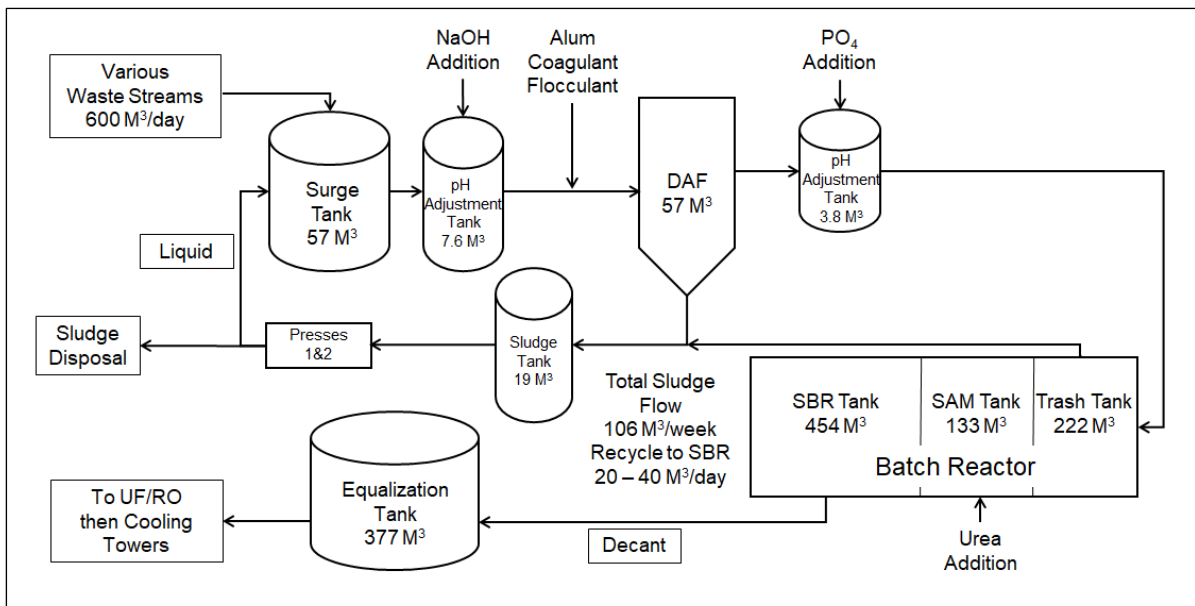 Various
Waste Streams
600 M³/day
NaOH
Addition
Alum
Coagulant
Flocculant
PO₄
Addition
Surge
Tank
57 M³
pH
Adjustment
Tank
7.6 M³
DAF
57 M³
pH
Adjustment
Tank
3.8 M³
Liquid
Sludge
Disposal
Presses
1&2
Sludge
Tank
19 M³
Total Sludge
Flow
106 M³/week
Recycle to SBR
20 – 40 M³/day
SBR Tank
454 M³
SAM Tank
133 M³
Trash Tank
222 M³
Batch Reactor
To UF/RO
then Cooling
Towers
Equalization
Tank
377 M³
Decant
Urea
Addition